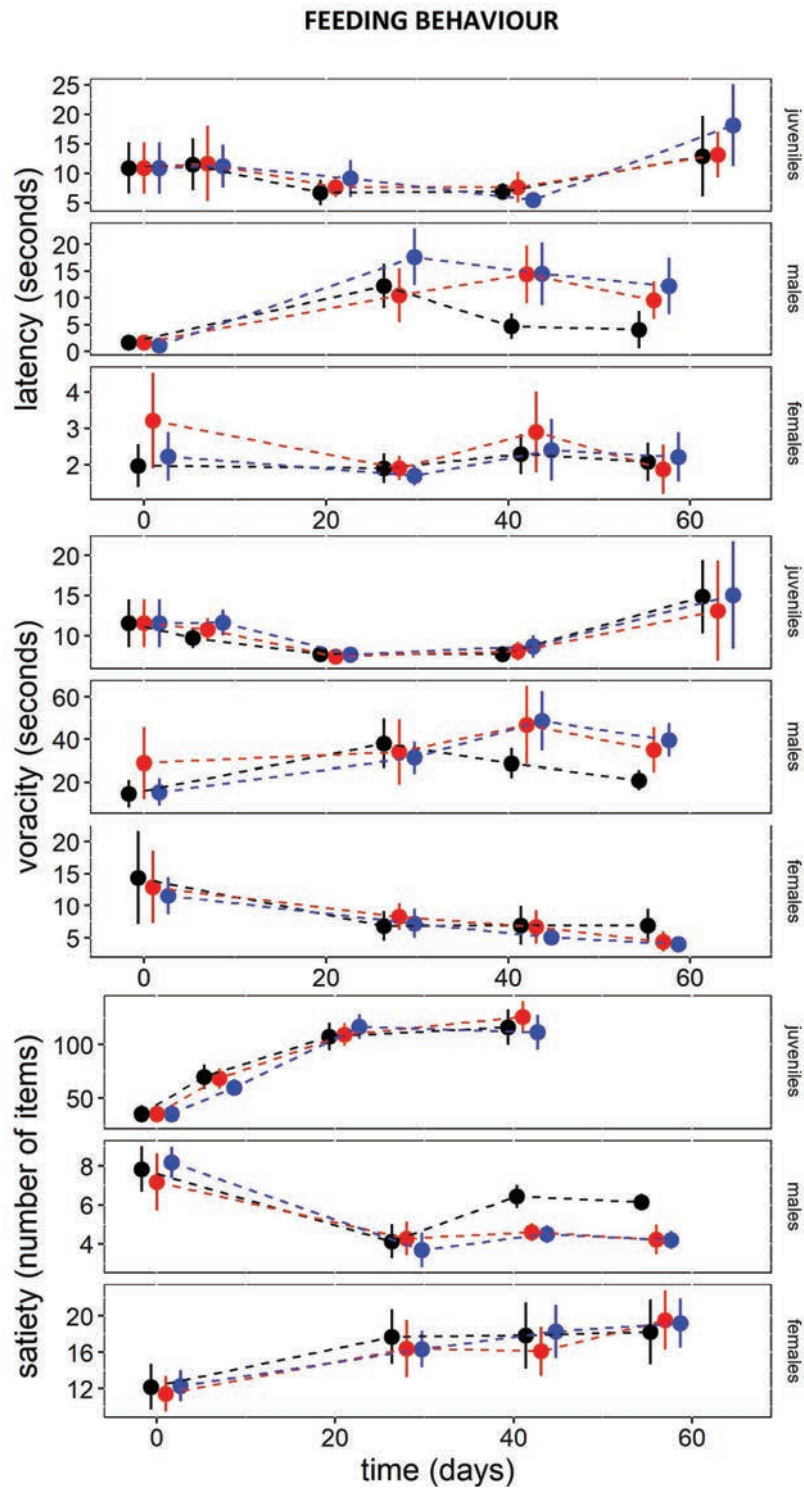 FEEDING BEHAVIOUR
25
20
15
10
5
juveniles
20
15
10
5
0
males
4
3
2
females
latency (seconds)
0 20 40 60
20
15
10
juveniles
60
40
20
males
20
15
10
5
females
voracity (seconds)
0 20 40 60
100
50
juveniles
8
6
4
males
20
16
12
females
satiety (number of items)
0 20 40 60
time (days)